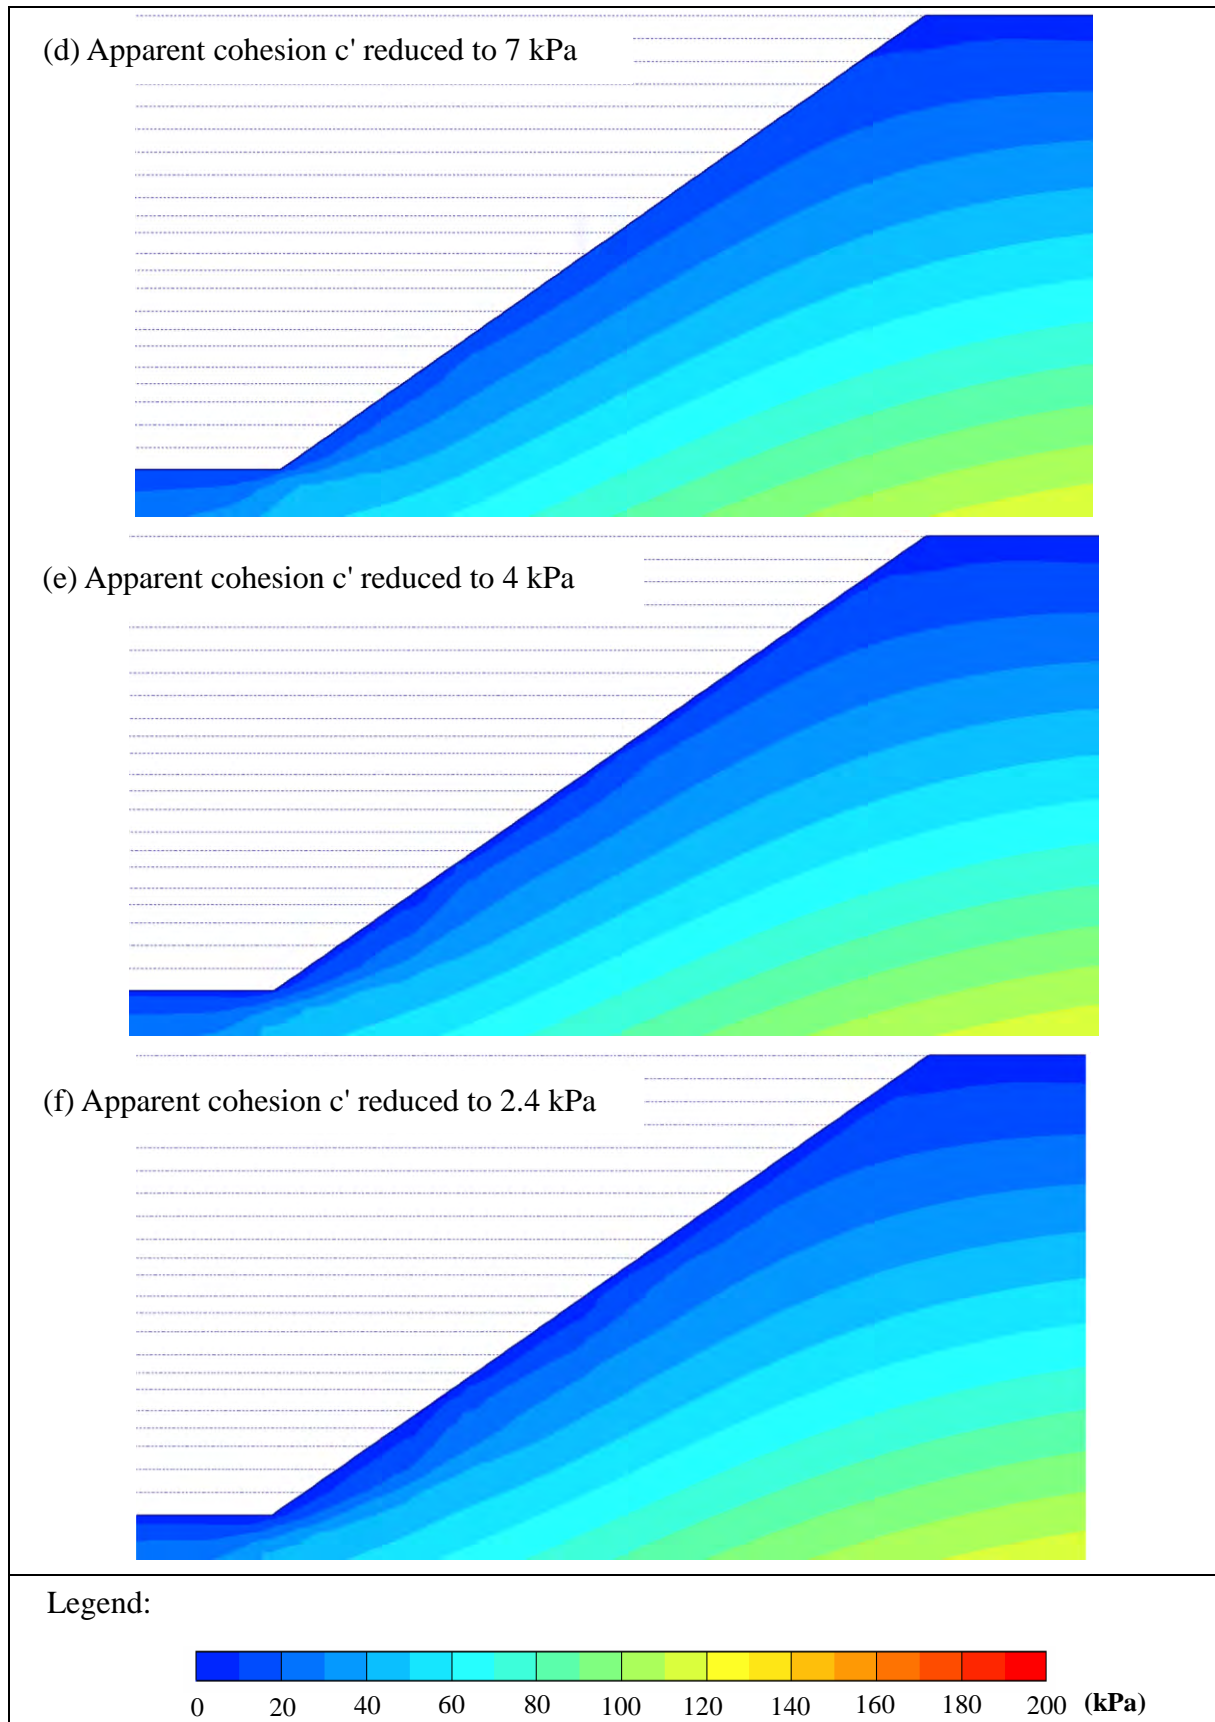 (d) Apparent cohesion c' reduced to 7 kPa
(e) Apparent cohesion c' reduced to 4 kPa
(f) Apparent cohesion c' reduced to 2.4 kPa
Legend:
0 20 40 60 80 100 120 140 160 180 200 (kPa)